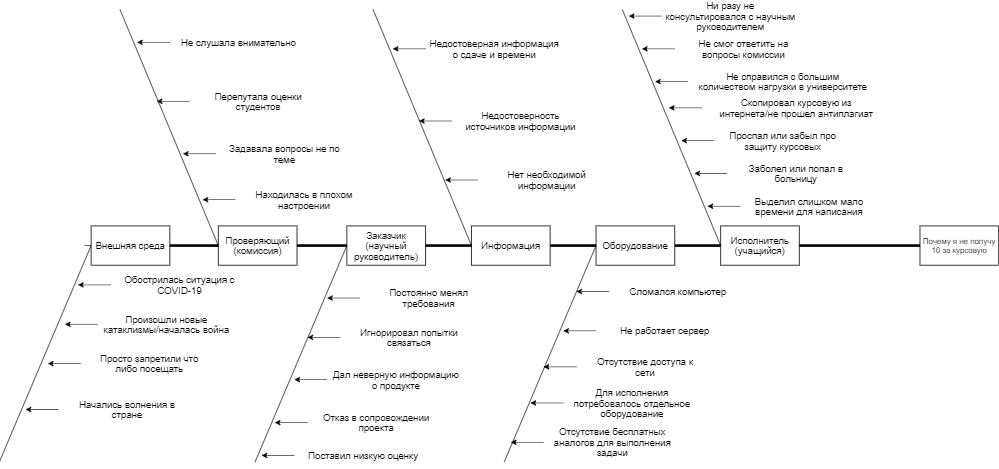 Не слушала внимательно
Перепутала оценки
студентов
Задавала вопросы не по
теме
Находилась в плохом
настроении
Недостоверная информация
о сдаче и времени
Недостоверность
источников информации
Нет необходимой
информации
Ни разу не
консультировался с научным
руководителем
Не смог ответить на
вопросы комиссии
Не справился с большим
количеством нагрузки в университете
Скопировал курсовую из
интернета/не прошел антиплагиат
Проспал или забыл про
защиту курсовых
Заболел или попал в
больницу
Выделил слишком мало
времени для написания
Внешняя среда
Проверяющий
(комиссия)
Заказчик
(научный
руководитель)
Информация
Оборудование
Исполнитель
(учащийся)
Почему я не получу
10 за курсовую
Обострилась ситуация с
COVID-19
Произошли новые
катаклизмы/началась война
Просто запретили что
либо посещать
Начались волнения в
стране
Постоянно менял
требования
Игнорировал попытки
связаться
Дал неверную информацию
о продукте
Отказ в сопровождении
проекта
Поставил низкую оценку
Сломался компьютер
Не работает сервер
Отсутствие доступа к
сети
Для исполнения
потребовалось отдельное
оборудование
Отсутствие бесплатных
аналогов для выполнения
задачи